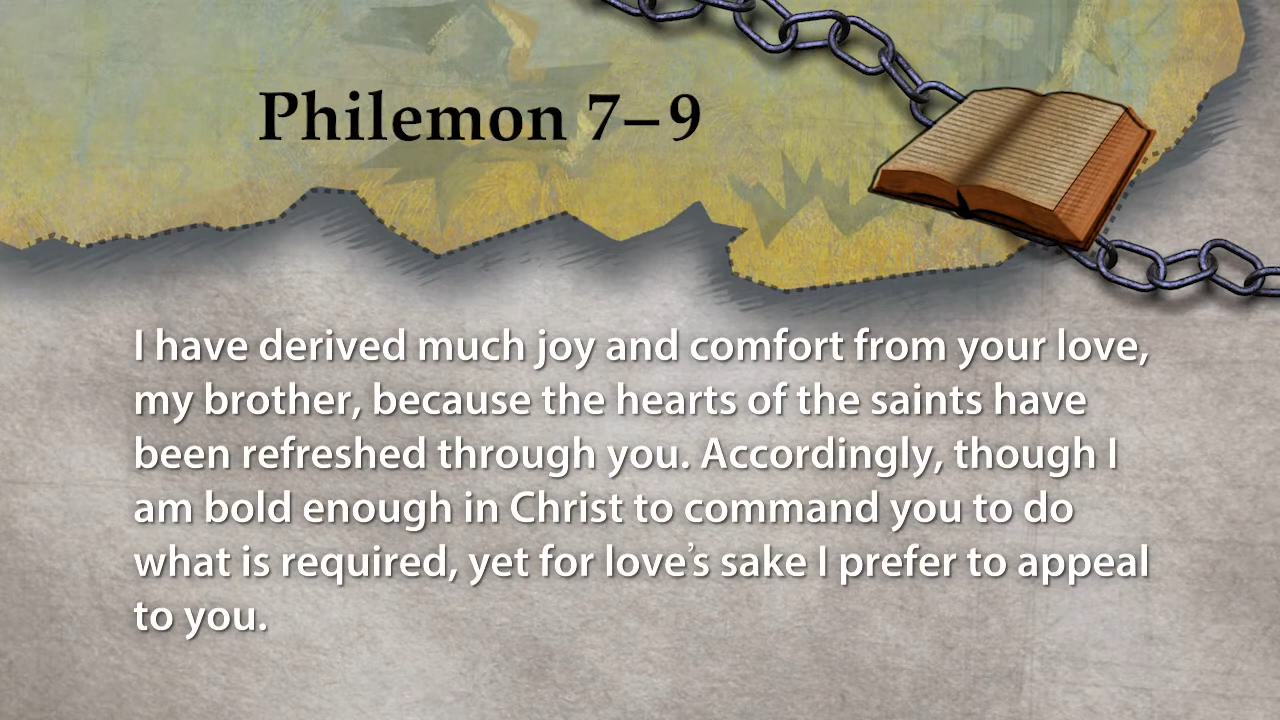 Philemon 7–9
I have derived much joy and comfort from your love,
my brother, because the hearts of the saints have
been refreshed through you. Accordingly, though I
am bold enough in Christ to command you to do
what is required, yet for love’s sake I prefer to appeal
to you.